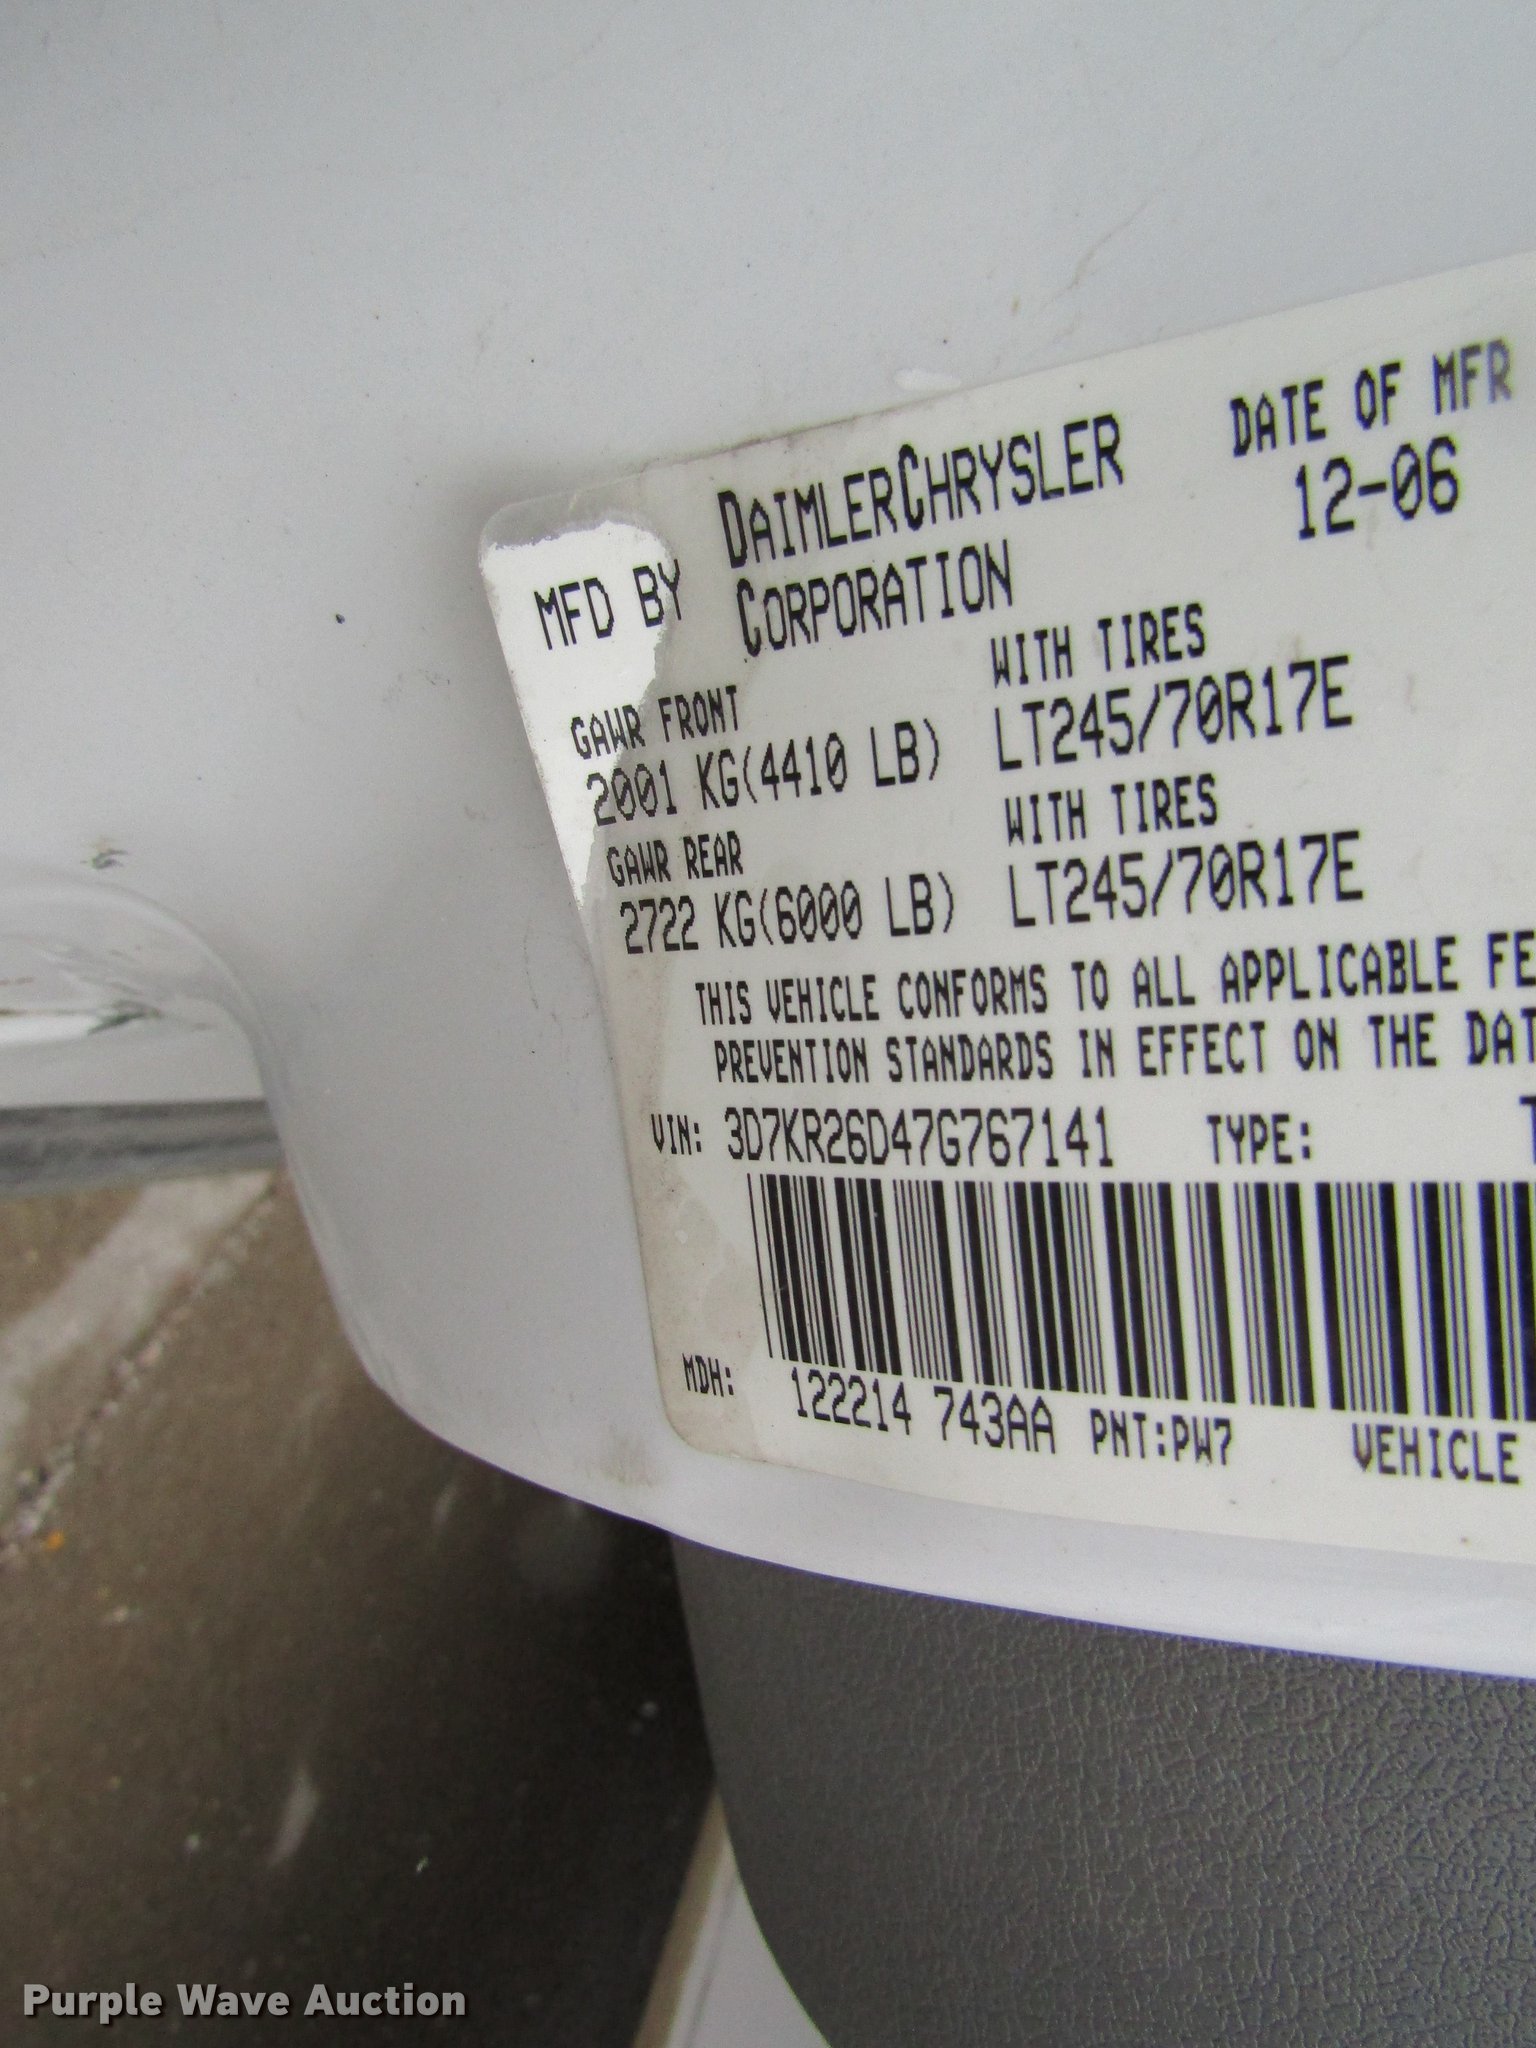 DATE OF MFR
MFD BY DAIMLERCHRYSLER
CORPORATION
12-06
GAWR FRONT WITH TIRES
2001 KG(4410 LB) LT245/70R17E
GAWR REAR WITH TIRES
2722 KG(6000 LB) LT245/70R17E
THIS VEHICLE CONFORMS TO ALL APPLICABLE FE
PREVENTION STANDARDS IN EFFECT ON THE DAT
VIN: 3D7KR26D47G767141 TYPE: T
MDH: 122214 743AA PNT:PW7 VEHICLE
Purple Wave Auction